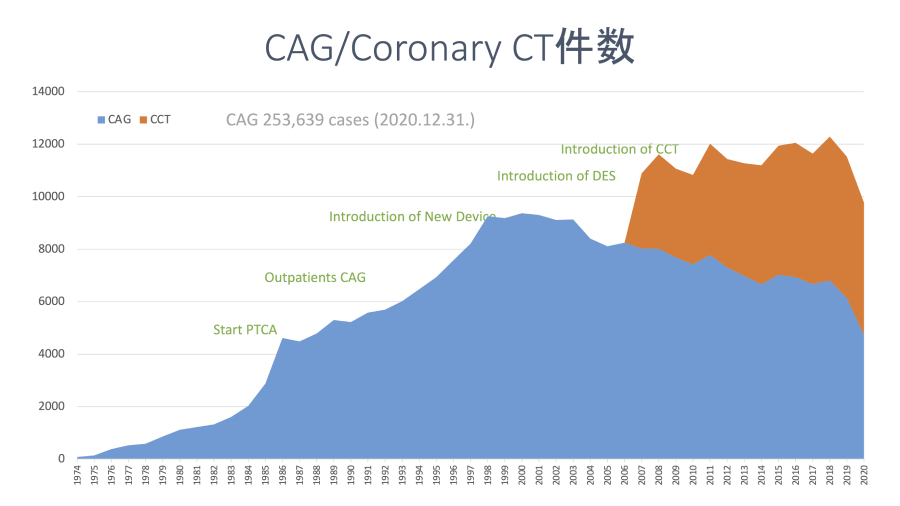 CAG/Coronary CT件数
14000
12000
10000
8000
6000
4000
2000
0
CAG CCT
CAG 253,639 cases (2020.12.31.)
Introduction of CCT
Introduction of DES
Introduction of New Device
Outpatients CAG
Start PTCA
1974 1975 1976 1977 1978 1979 1980 1981 1982 1983 1984 1985 1986 1987 1988 1989 1990 1991 1992 1993 1994 1995 1996 1997 1998 1999 2000 2001 2002 2003 2004 2005 2006 2007 2008 2009 2010 2011 2012 2013 2014 2015 2016 2017 2018 2019 2020